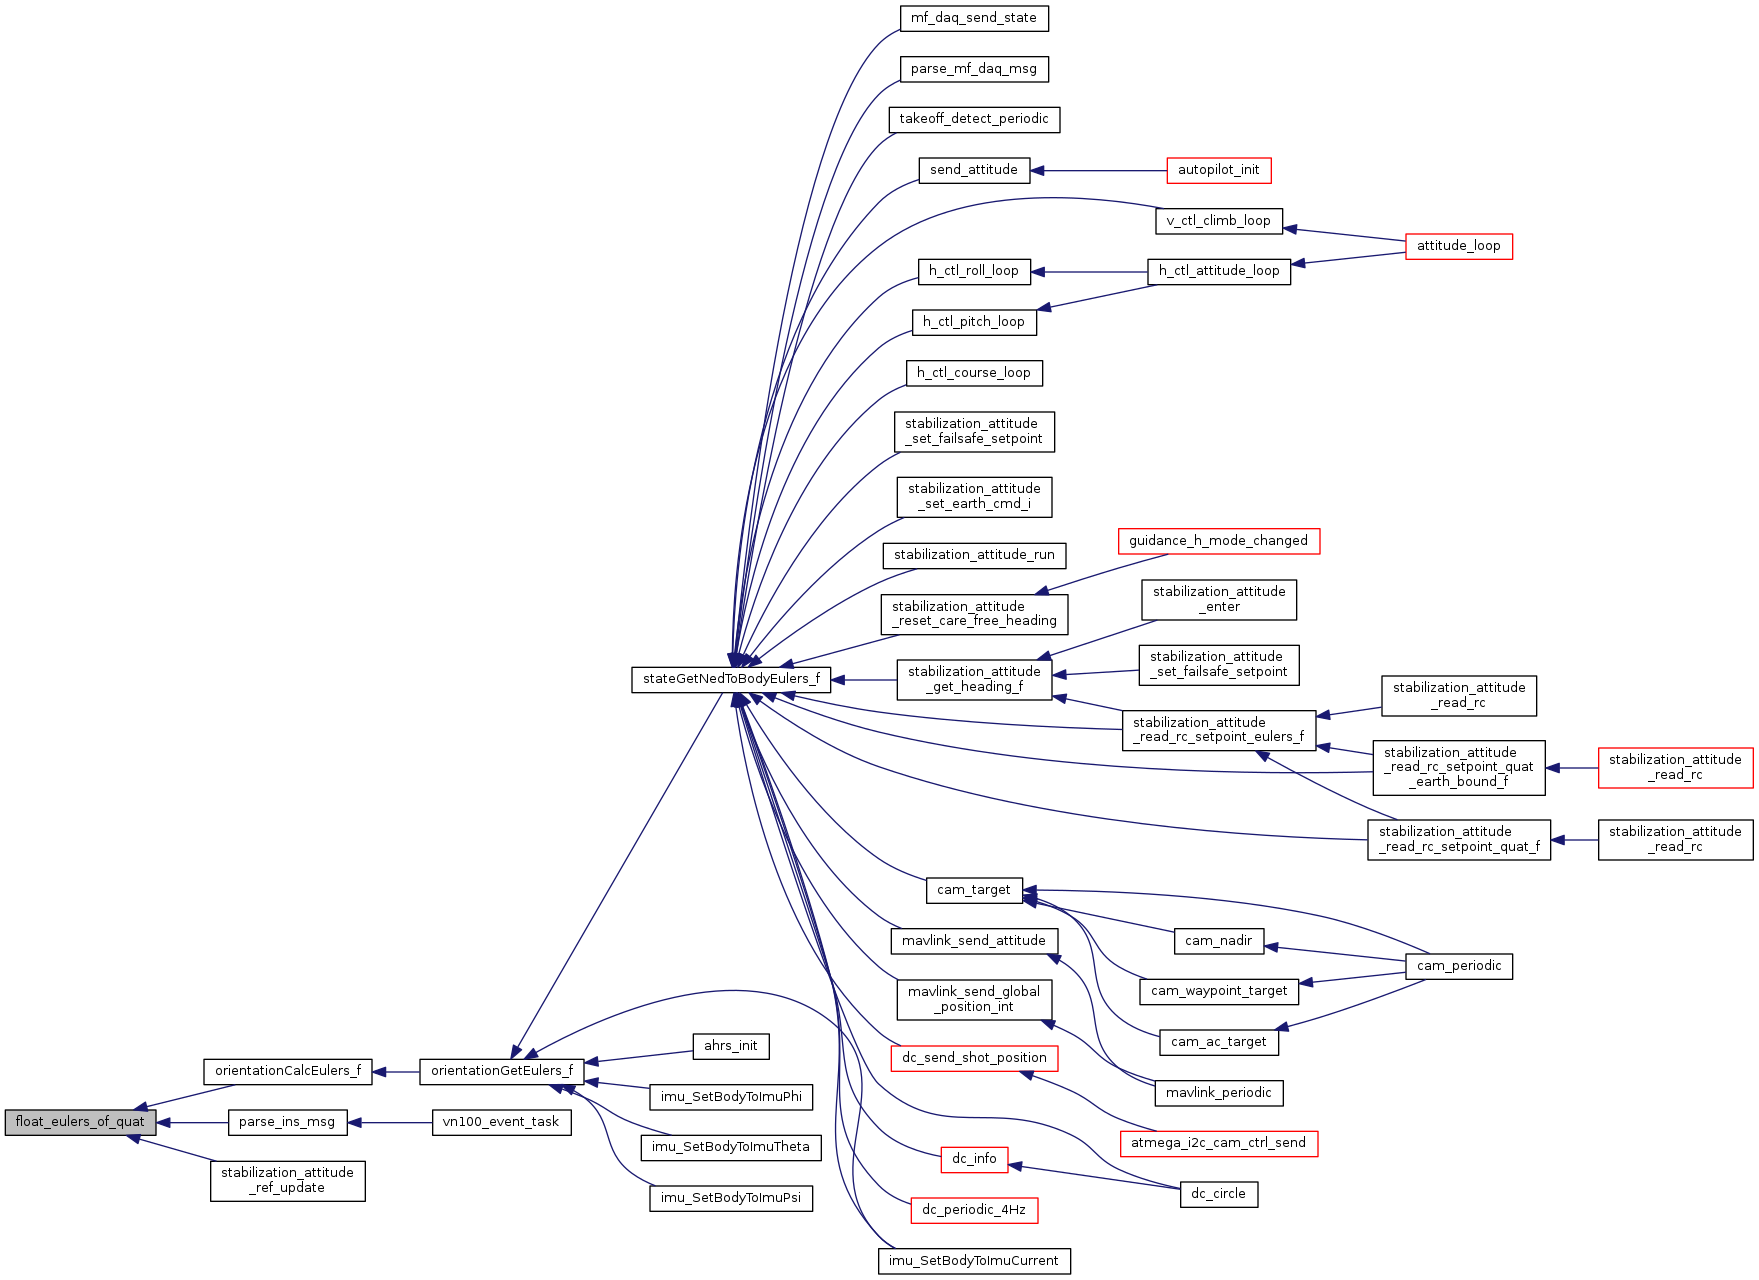 mf_daq_send_state
parse_mf_daq_msg
takeoff_detect_periodic
send_attitude
autopilot_init
v_ctl_climb_loop
attitude_loop
h_ctl_roll_loop
h_ctl_attitude_loop
h_ctl_pitch_loop
h_ctl_course_loop
stabilization_attitude
_set_failsafe_setpoint
stabilization_attitude
_set_earth_cmd_i
stabilization_attitude_run
guidance_h_mode_changed
stabilization_attitude
_reset_care_free_heading
stabilization_attitude
_enter
stateGetNedToBodyEulers_f
stabilization_attitude
_get_heading_f
stabilization_attitude
_set_failsafe_setpoint
stabilization_attitude
_read_rc_setpoint_eulers_f
stabilization_attitude
_read_rc
stabilization_attitude
_read_rc_setpoint_quat
_earth_bound_f
stabilization_attitude
_read_rc
stabilization_attitude
_read_rc_setpoint_quat_f
stabilization_attitude
_read_rc
cam_target
mavlink_send_attitude
cam_nadir
cam_periodic
cam_waypoint_target
mavlink_send_global
_position_int
cam_ac_target
dc_send_shot_position
mavlink_periodic
ahrs_init
orientationCalcEulers_f
orientationGetEulers_f
imu_SetBodyToImuPhi
float_eulers_of_quat
parse_ins_msg
vn100_event_task
imu_SetBodyToImuTheta
atmega_i2c_cam_ctrl_send
stabilization_attitude
_ref_update
imu_SetBodyToImuPsi
dc_info
dc_circle
dc_periodic_4Hz
imu_SetBodyToImuCurrent